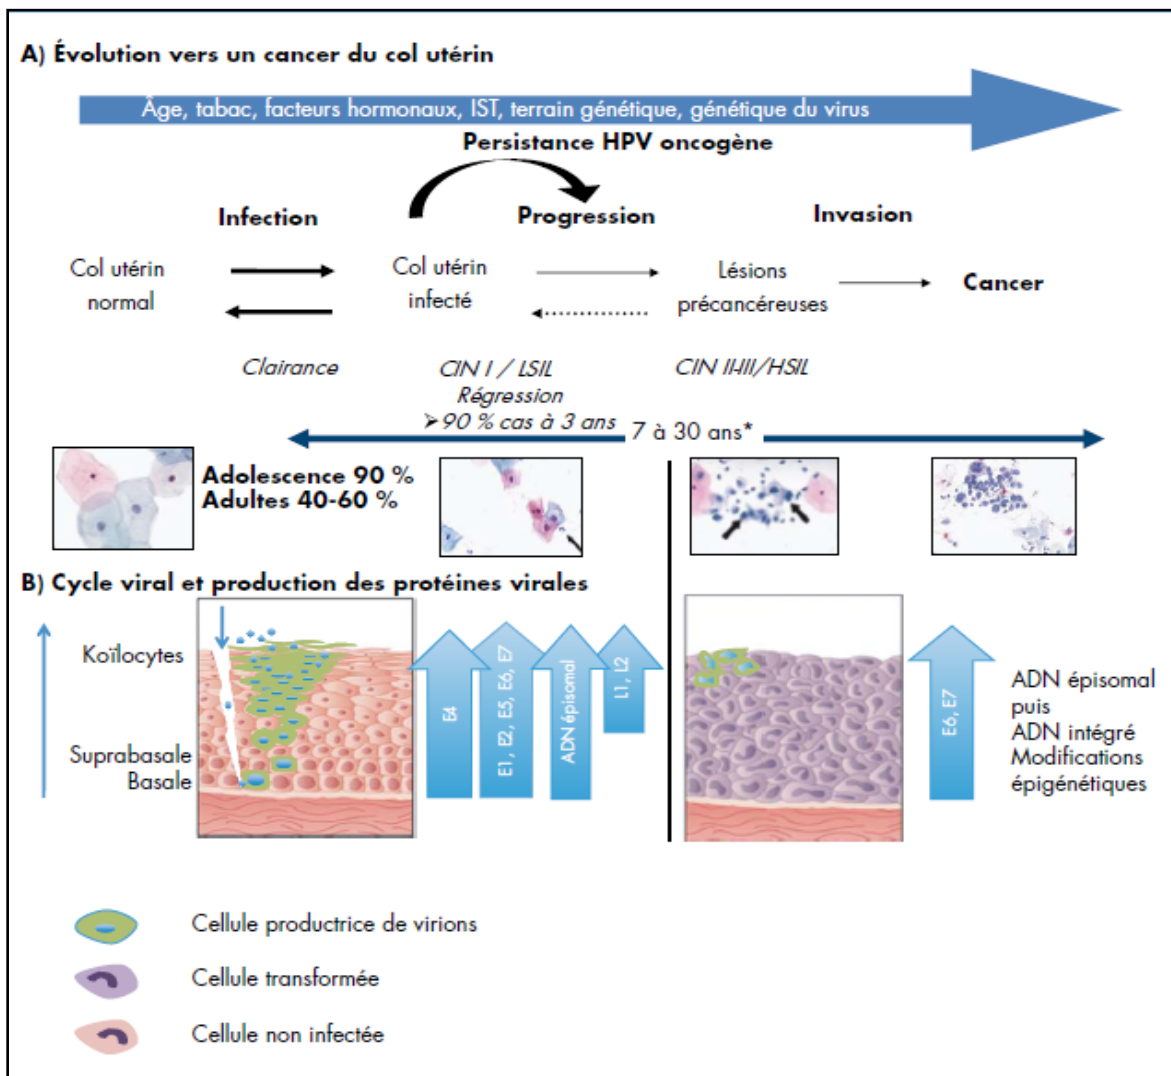 A) Évolution vers un cancer du col utérin
Âge, tabac, facteurs hormonaux, IST, terrain génétique, génétique du virus
Persistance HPV oncogène
Infection
Progression
Invasion
Col utérin
normal
Col utérin
infecté
Lésions
précancéreuses
Cancer
Clairance
CIN I / LSIL
Régression
➤90 % cas à 3 ans
CIN II-III/HSIL
7 à 30 ans*
Adolescence 90 %
Adultes 40-60 %
B) Cycle viral et production des protéines virales
Koïlocytes
Suprabasale
Basale
E4
E1, E2, E5, E6, E7
ADN épisomal
L1, L2
E6, E7
ADN épisomal
puis
ADN intégré
Modifications
épigénétiques
Cellule productrice de virions
Cellule transformée
Cellule non infectée